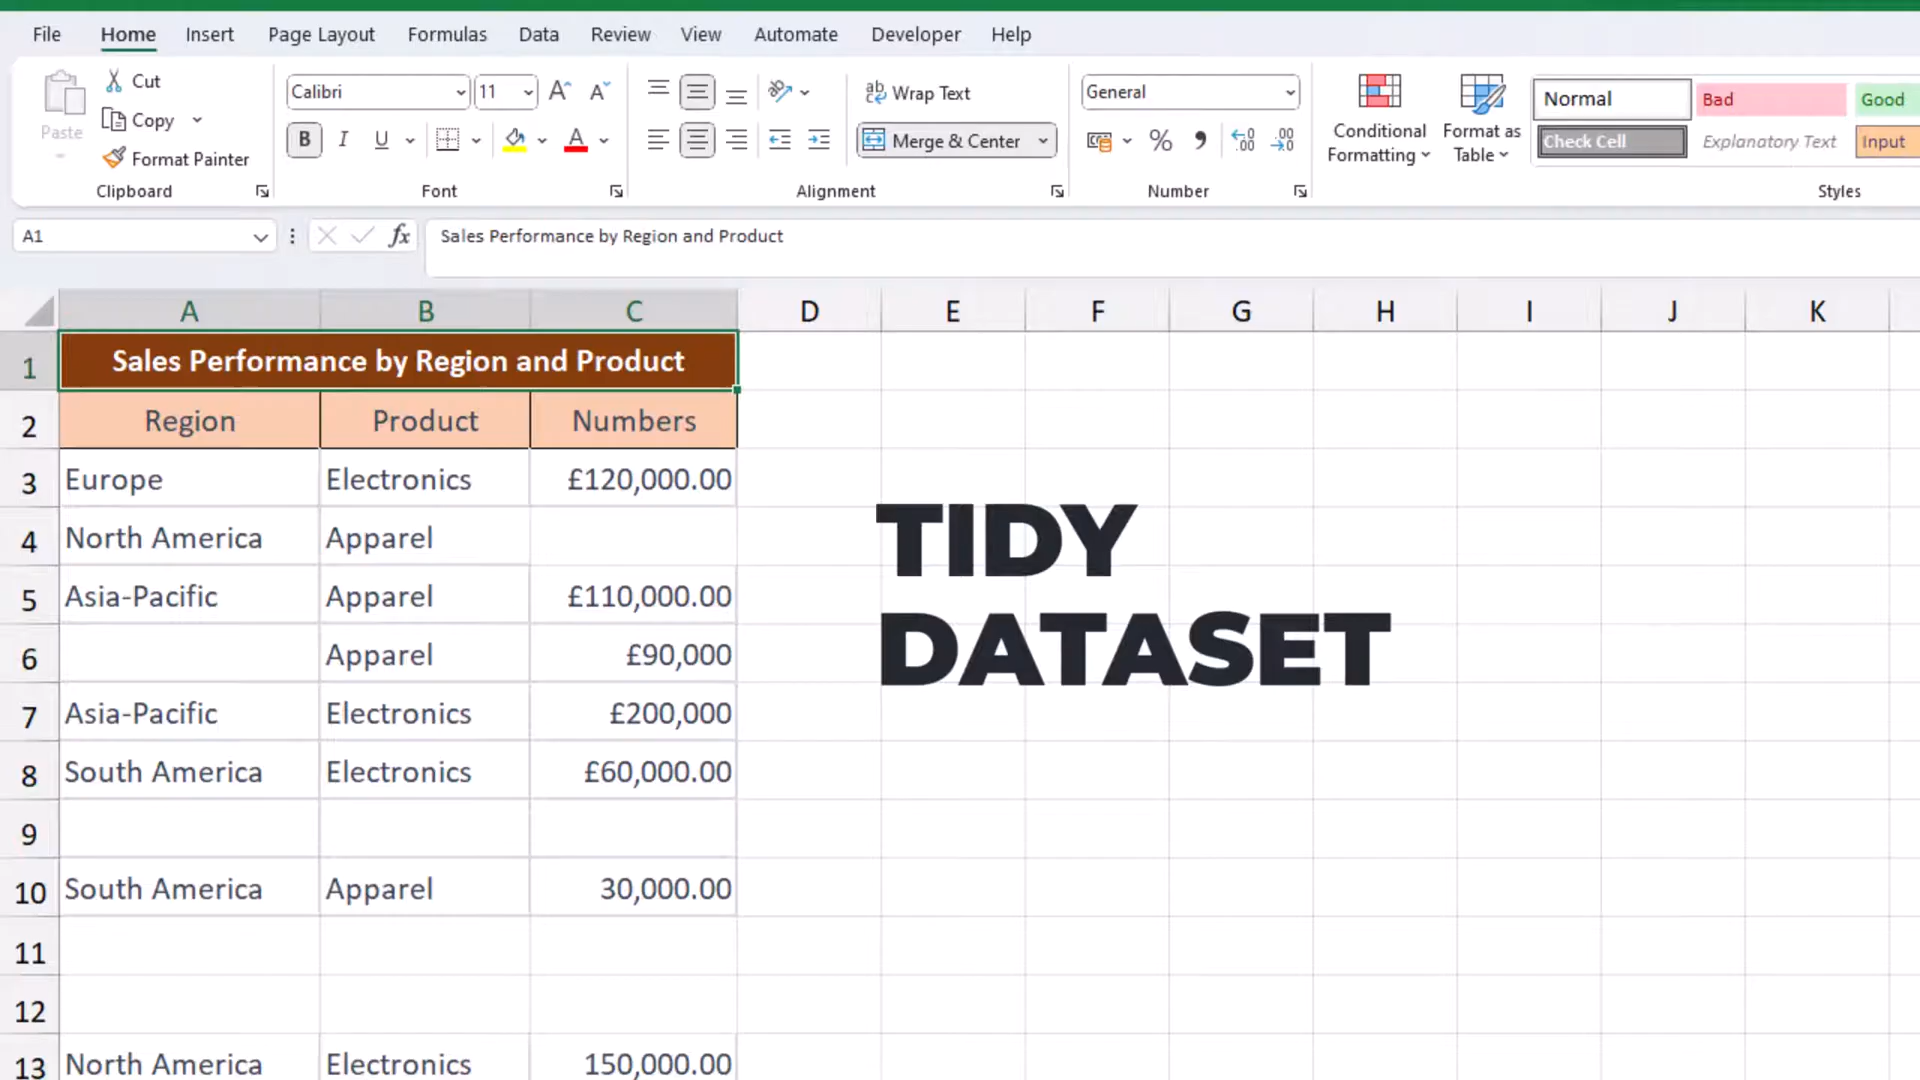 File Home Insert Page Layout Formulas Data Review View Automate Developer Help
Paste Cut
Copy
Format Painter
Clipboard
Calibri 11 A^ A˅
B I U A
Font
ab Wrap Text
Merge & Center
Alignment
General
% , .00 .00
Number
Conditional Formatting
Format as Table
Normal Bad Good
Check Cell Explanatory Text Input
Styles
A1 fx Sales Performance by Region and Product
A B C D E F G H I J K
1 Sales Performance by Region and Product
2 Region Product Numbers
3 Europe Electronics £120,000.00
4 North America Apparel
5 Asia-Pacific Apparel £110,000.00
6 Apparel £90,000
7 Asia-Pacific Electronics £200,000
8 South America Electronics £60,000.00
9
10 South America Apparel 30,000.00
11
12
13 North America Electronics 150,000.00
TIDY
DATASET